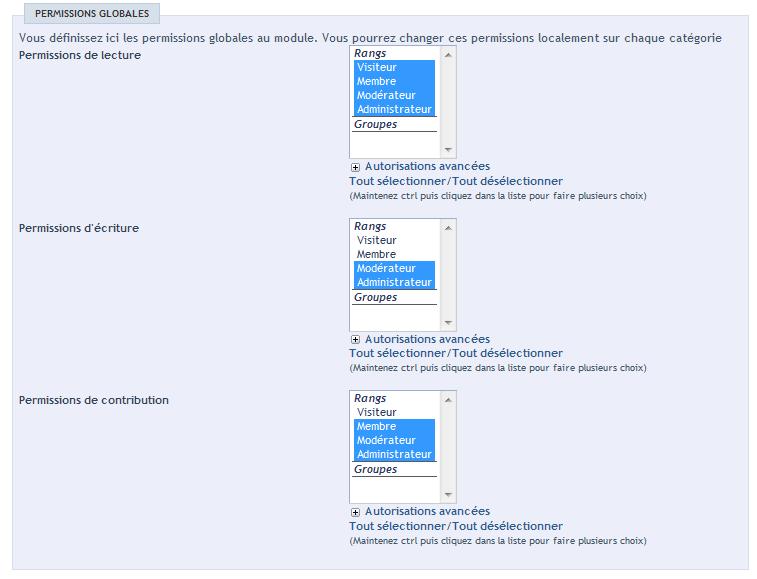 PERMISSIONS GLOBALES
Vous définissez ici les permissions globales au module. Vous pourrez changer ces permissions localement sur chaque catégorie
Permissions de lecture
Rangs
Visiteur
Membre
Modérateur
Administrateur
Groupes
Autorisations avancées
Tout sélectionner/Tout désélectionner
(Maintenez ctrl puis cliquez dans la liste pour faire plusieurs choix)
Permissions d'écriture
Rangs
Visiteur
Membre
Modérateur
Administrateur
Groupes
Autorisations avancées
Tout sélectionner/Tout désélectionner
(Maintenez ctrl puis cliquez dans la liste pour faire plusieurs choix)
Permissions de contribution
Rangs
Visiteur
Membre
Modérateur
Administrateur
Groupes
Autorisations avancées
Tout sélectionner/Tout désélectionner
(Maintenez ctrl puis cliquez dans la liste pour faire plusieurs choix)